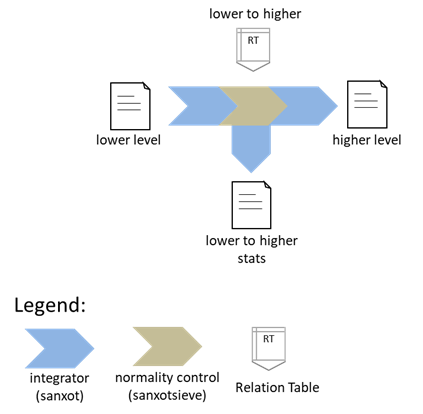 lower to higher
RT
lower level
higher level
lower to higher
stats
Legend:
RT
integrator
(sanxot)
normality control
(sanxotsieve)
Relation Table